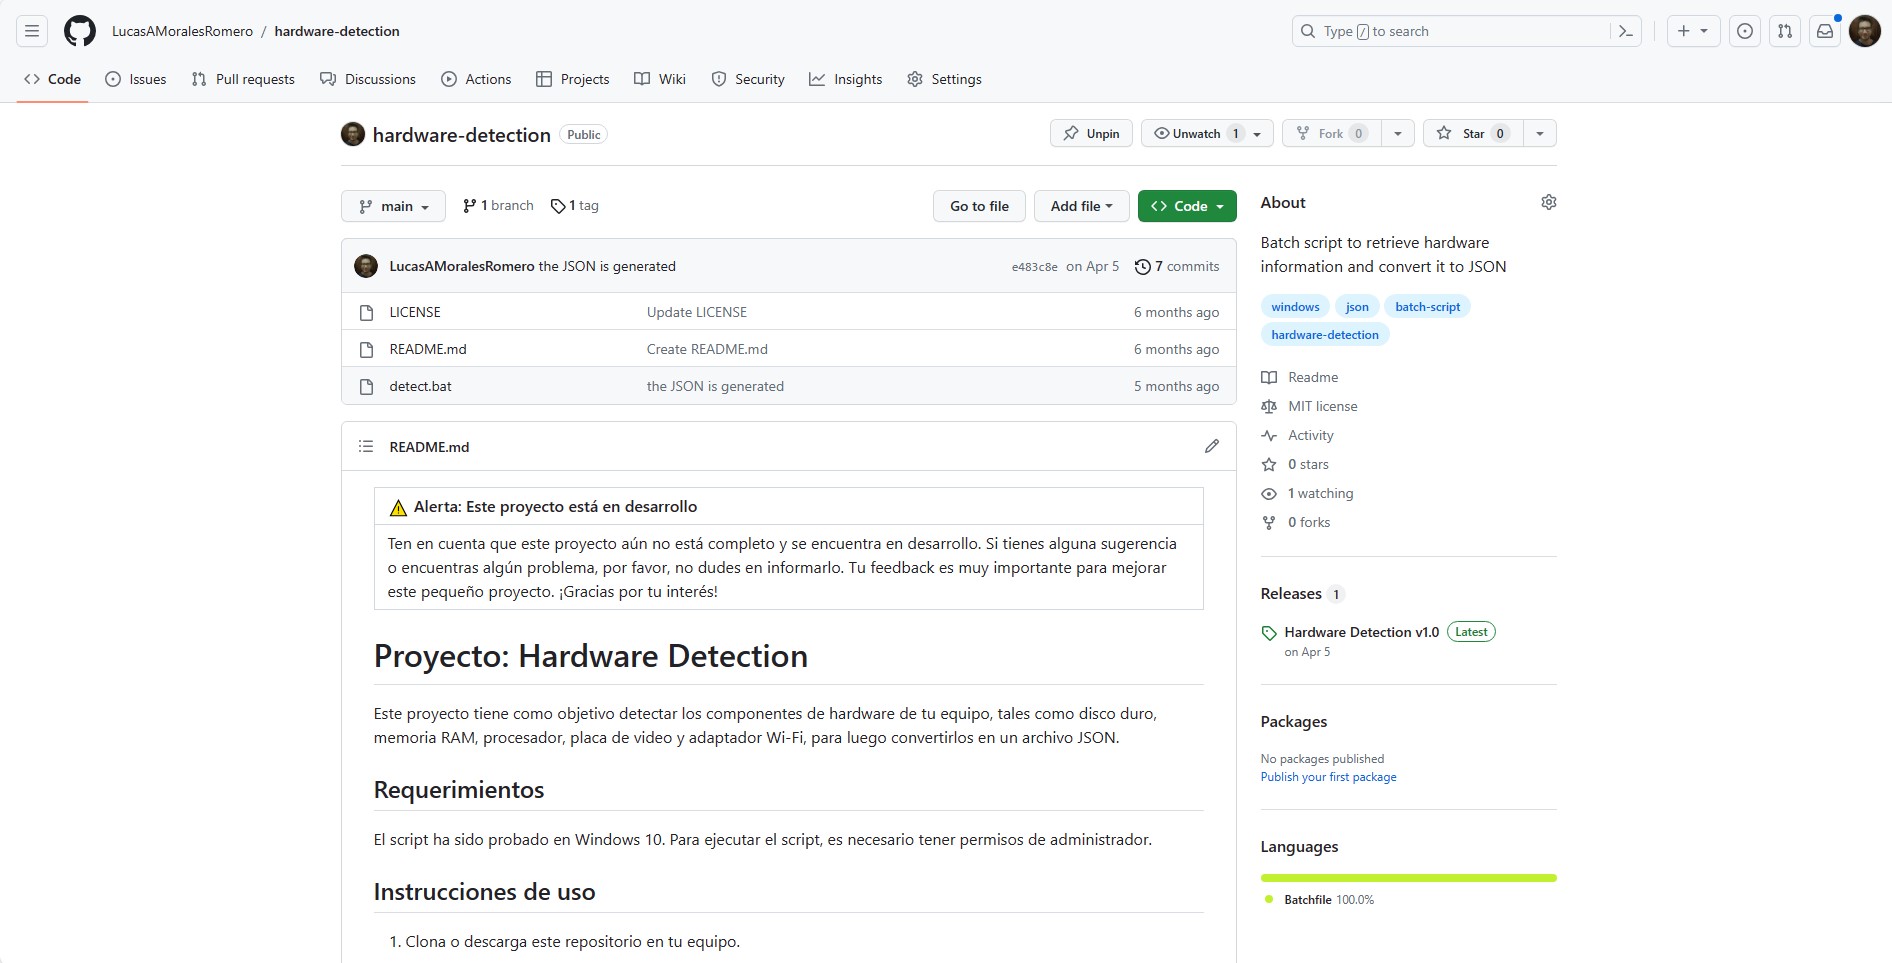 LucasAMoralesRomero / hardware-detection
Type / to search
Code Issues Pull requests Discussions Actions Projects Wiki Security Insights Settings
hardware-detection Public
Unpin Unwatch 1 Fork 0 Star 0
main 1 branch 1 tag
Go to file Add file Code
LucasAMoralesRomero the JSON is generated e483c8e on Apr 5 7 commits
LICENSE Update LICENSE 6 months ago
README.md Create README.md 6 months ago
detect.bat the JSON is generated 5 months ago
README.md
Alerta: Este proyecto está en desarrollo
Ten en cuenta que este proyecto aún no está completo y se encuentra en desarrollo. Si tienes alguna sugerencia
o encuentras algún problema, por favor, no dudes en informarlo. Tu feedback es muy importante para mejorar
este pequeño proyecto. ¡Gracias por tu interés!
Proyecto: Hardware Detection
Este proyecto tiene como objetivo detectar los componentes de hardware de tu equipo, tales como disco duro,
memoria RAM, procesador, placa de video y adaptador Wi-Fi, para luego convertirlos en un archivo JSON.
Requerimientos
El script ha sido probado en Windows 10. Para ejecutar el script, es necesario tener permisos de administrador.
Instrucciones de uso
1. Clona o descarga este repositorio en tu equipo.
About
Batch script to retrieve hardware
information and convert it to JSON
windows json batch-script
hardware-detection
Readme
MIT license
Activity
0 stars
1 watching
0 forks
Releases 1
Hardware Detection v1.0 Latest
on Apr 5
Packages
No packages published
Publish your first package
Languages
Batchfile 100.0%